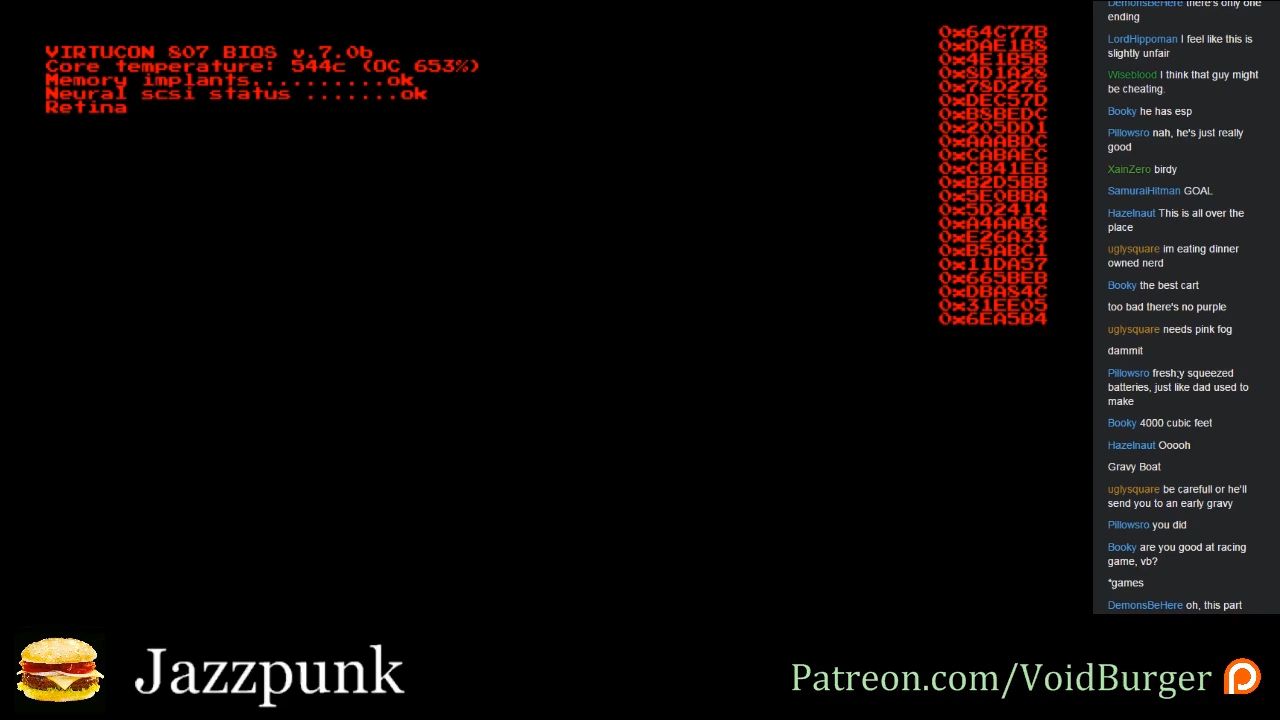 VIRTUCON 807 BIOS v.7.0b
Core temperature: 544c (OC 653%)
Memory implants..........ok
Neural scsi status .......ok
Retina
0x64C77B
0xDAE1B8
0x4E1B5B
0x8D1A28
0x78D276
0xDEC57D
0xB8BEDC
0x205DD1
0xAAABDC
0xCABAEC
0xCB41EB
0xB2D5BB
0x5E0BBA
0x5D2414
0xA4AABC
0xE26A33
0xB5ABC1
0x11DA57
0x665BEB
0xDBA84C
0x31EE05
0x6EA5B4
DemonsBeHere there's only one
ending
LordHippoman I feel like this is
slightly unfair
Wiseblood I think that guy might
be cheating.
Booky he has esp
Pillowsro nah, he's just really
good
XainZero birdy
SamuraiHitman GOAL
Hazelnaut This is all over the
place
uglysquare im eating dinner
owned nerd
Booky the best cart
too bad there's no purple
uglysquare needs pink fog
dammit
Pillowsro fresh;y squeezed
batteries, just like dad used to
make
Booky 4000 cubic feet
Hazelnaut Ooooh
Gravy Boat
uglysquare be carefull or he'll
send you to an early gravy
Pillowsro you did
Booky are you good at racing
game, vb?
*games
DemonsBeHere oh, this part
Jazzpunk
Patreon.com/VoidBurger